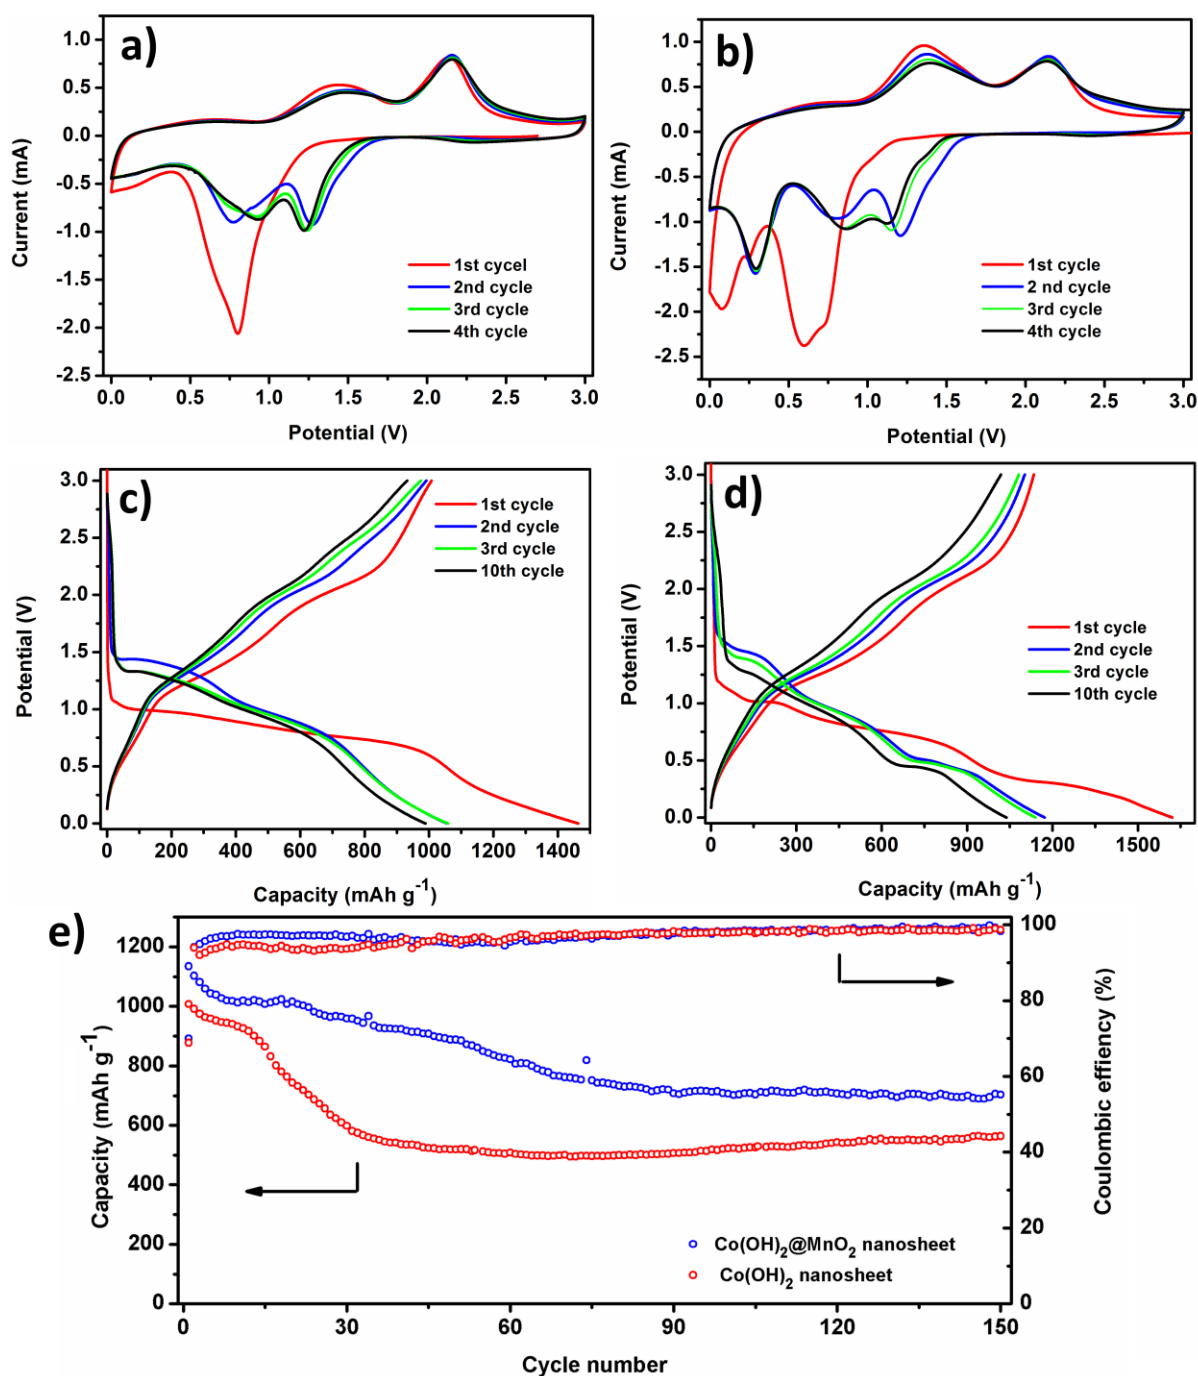 a)
1.0
0.5
0.0
-0.5
-1.0
-1.5
-2.0
-2.5
Current (mA)
1st cycel
2nd cycle
3rd cycle
4th cycle
0.0 0.5 1.0 1.5 2.0 2.5 3.0
Potential (V)
b)
1.0
0.5
0.0
-0.5
-1.0
-1.5
-2.0
-2.5
Current (mA)
1st cycle
2 nd cycle
3rd cycle
4th cycle
0.0 0.5 1.0 1.5 2.0 2.5 3.0
Potential (V)
c)
3.0
2.5
2.0
1.5
1.0
0.5
0.0
Potential (V)
1st cycle
2nd cycle
3rd cycle
10th cycle
0 200 400 600 800 1000 1200 1400
Capacity (mAh g⁻¹)
d)
3.0
2.5
2.0
1.5
1.0
0.5
0.0
Potential (V)
1st cycle
2nd cycle
3rd cycle
10th cycle
0 300 600 900 1200 1500
Capacity (mAh g⁻¹)
e)
1200
1000
800
600
400
200
0
Capacity (mAh g⁻¹)
100
80
60
40
20
0
Coulombic effiency (%)
Co(OH)₂@MnO₂ nanosheet
Co(OH)₂ nanosheet
0 30 60 90 120 150
Cycle number